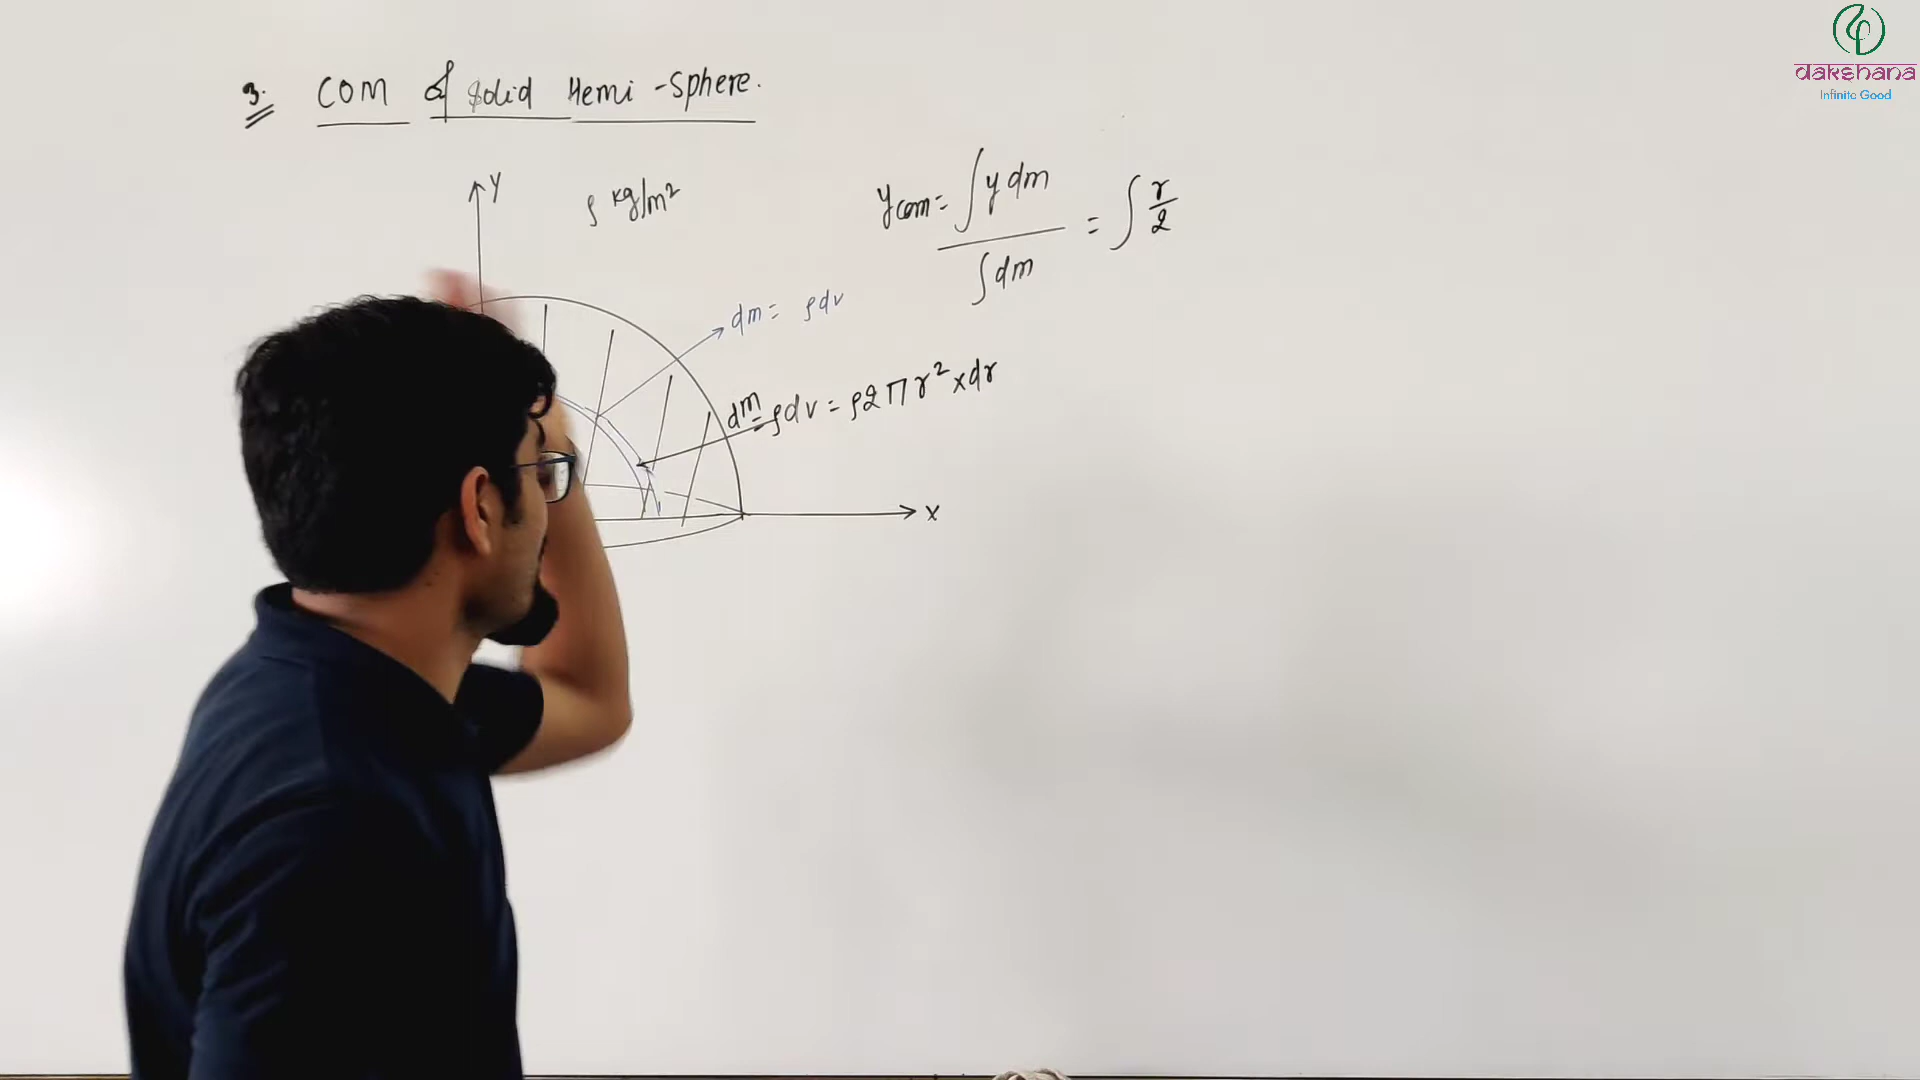 3. COM of Solid Hemi-Sphere.
Y
ρ kg/m²
y com = ∫y dm / ∫dm = ∫ r/2
dm = ρdv
dm = ρdv = ρ2πr² x dr
X
dakshana
Infinite Good